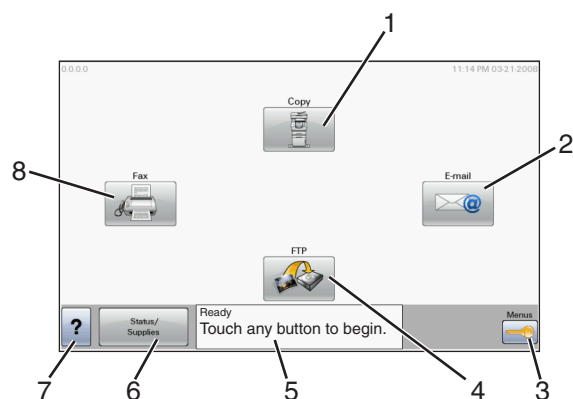 1
0.0.0.0 11:14 PM 03-21-2008
Copy
8 Fax E-mail 2
@
FTP
? Status/
Supplies
Ready
Touch any button to begin.
Menus
7 6 5 4 3